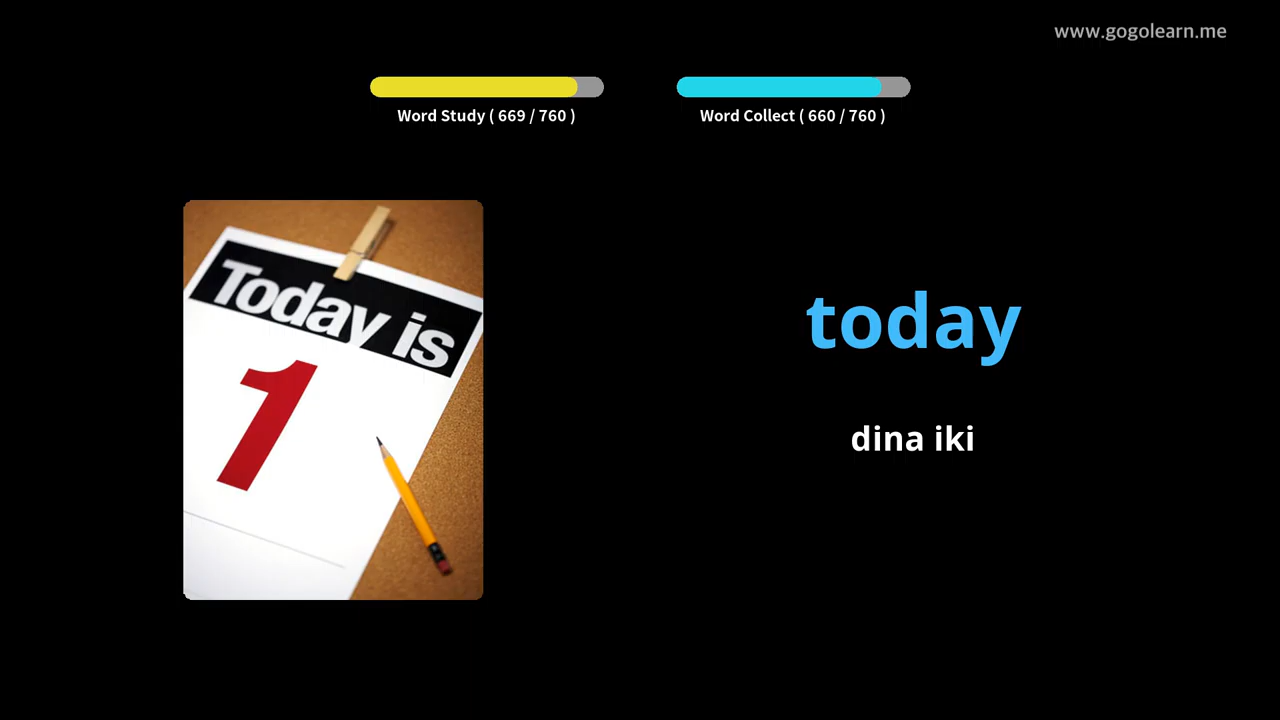 www.gogolearn.me
Word Study ( 669 / 760 )
Word Collect ( 660 / 760 )
Today is
1
today
dina iki